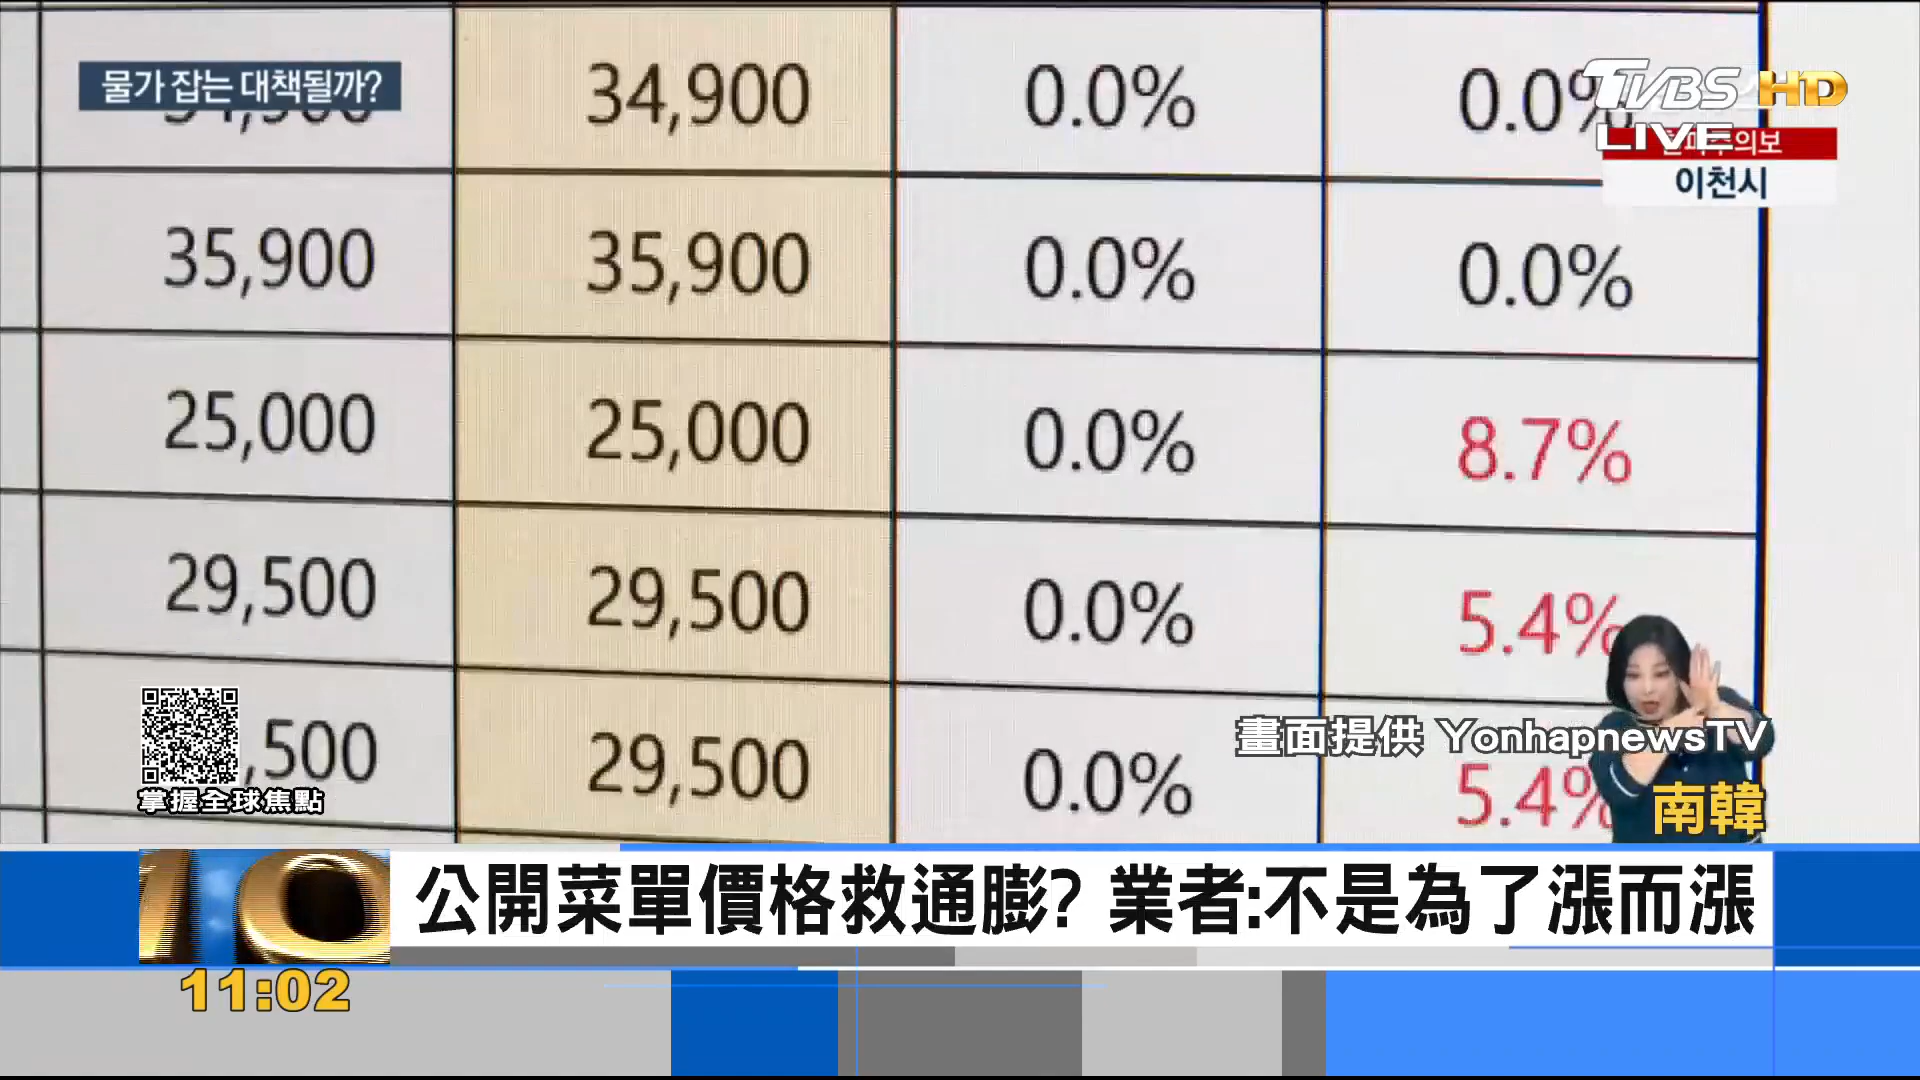 물가 잡는 대책될까?
TVBS HD
LIVE
이천시
34,900 0.0%
35,900 35,900 0.0% 0.0%
25,000 25,000 0.0% 8.7%
29,500 29,500 0.0% 5.4%
,500 29,500 0.0% 5.4%
掌握全球焦點
畫面提供 YonhapnewsTV
南韓
10
公開菜單價格救通膨? 業者:不是為了漲而漲
11:02